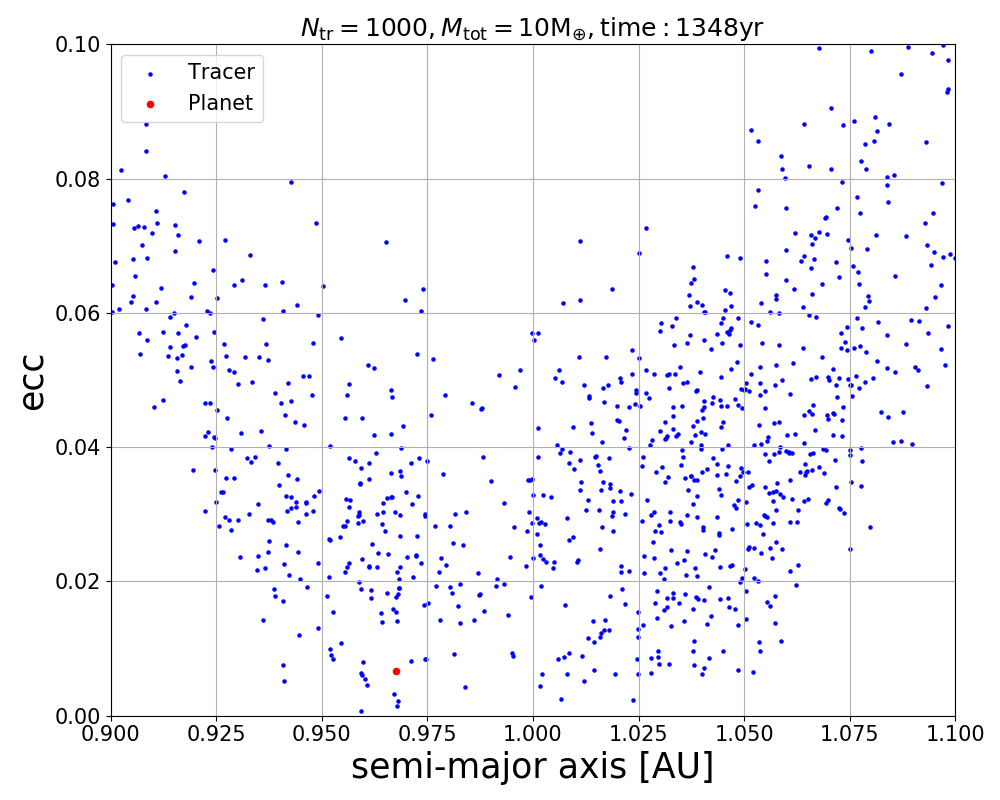 N_tr = 1000, M_tot = 10M_⊕, time : 1348yr
Tracer
Planet
0.10
0.08
0.06
0.04
0.02
0.00
ecc
0.900 0.925 0.950 0.975 1.000 1.025 1.050 1.075 1.100
semi-major axis [AU]